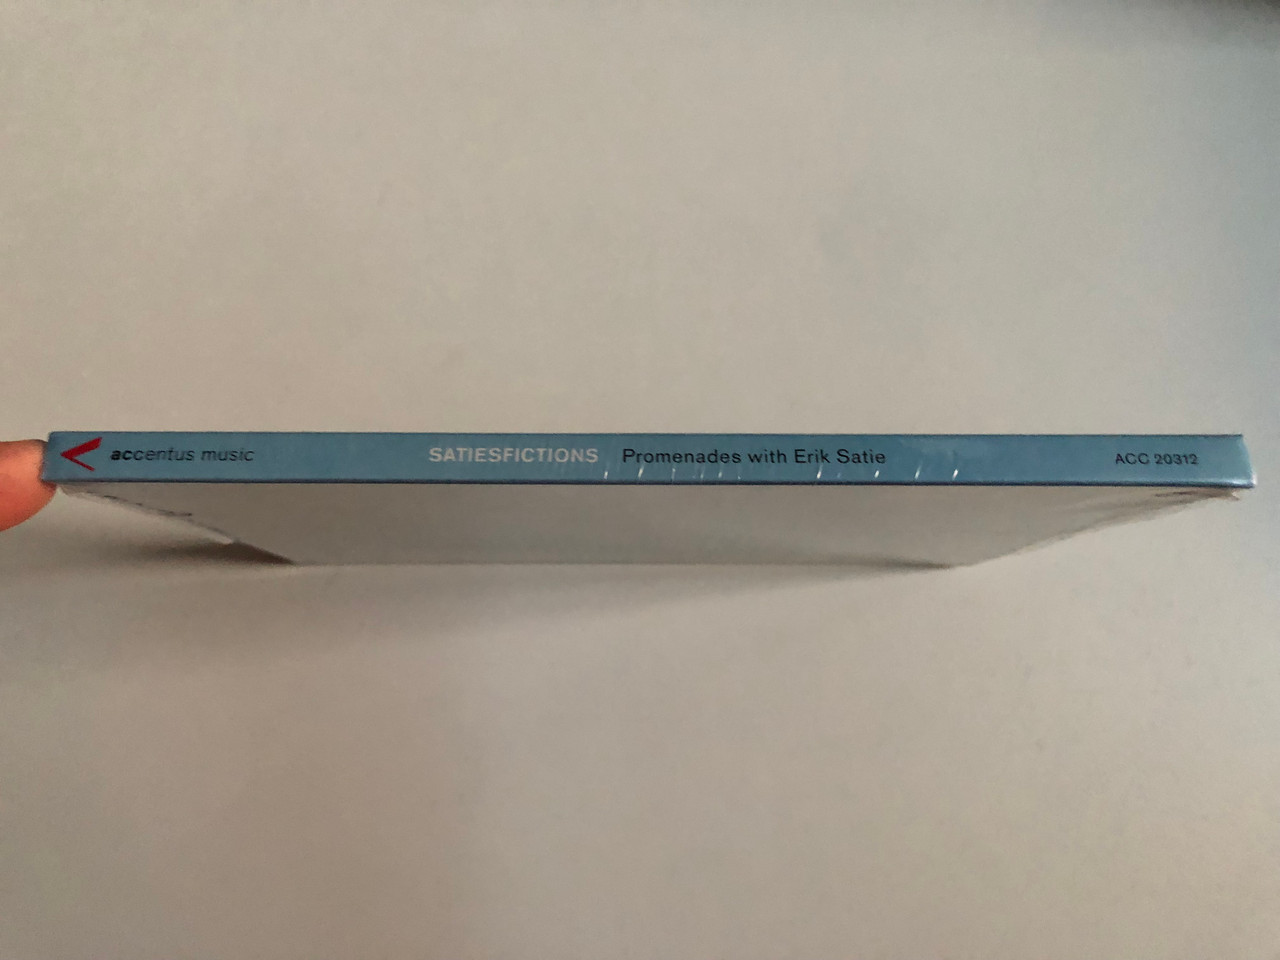 accentus music SATIESFICTIONS Promenades with Erik Satie ACC 20312